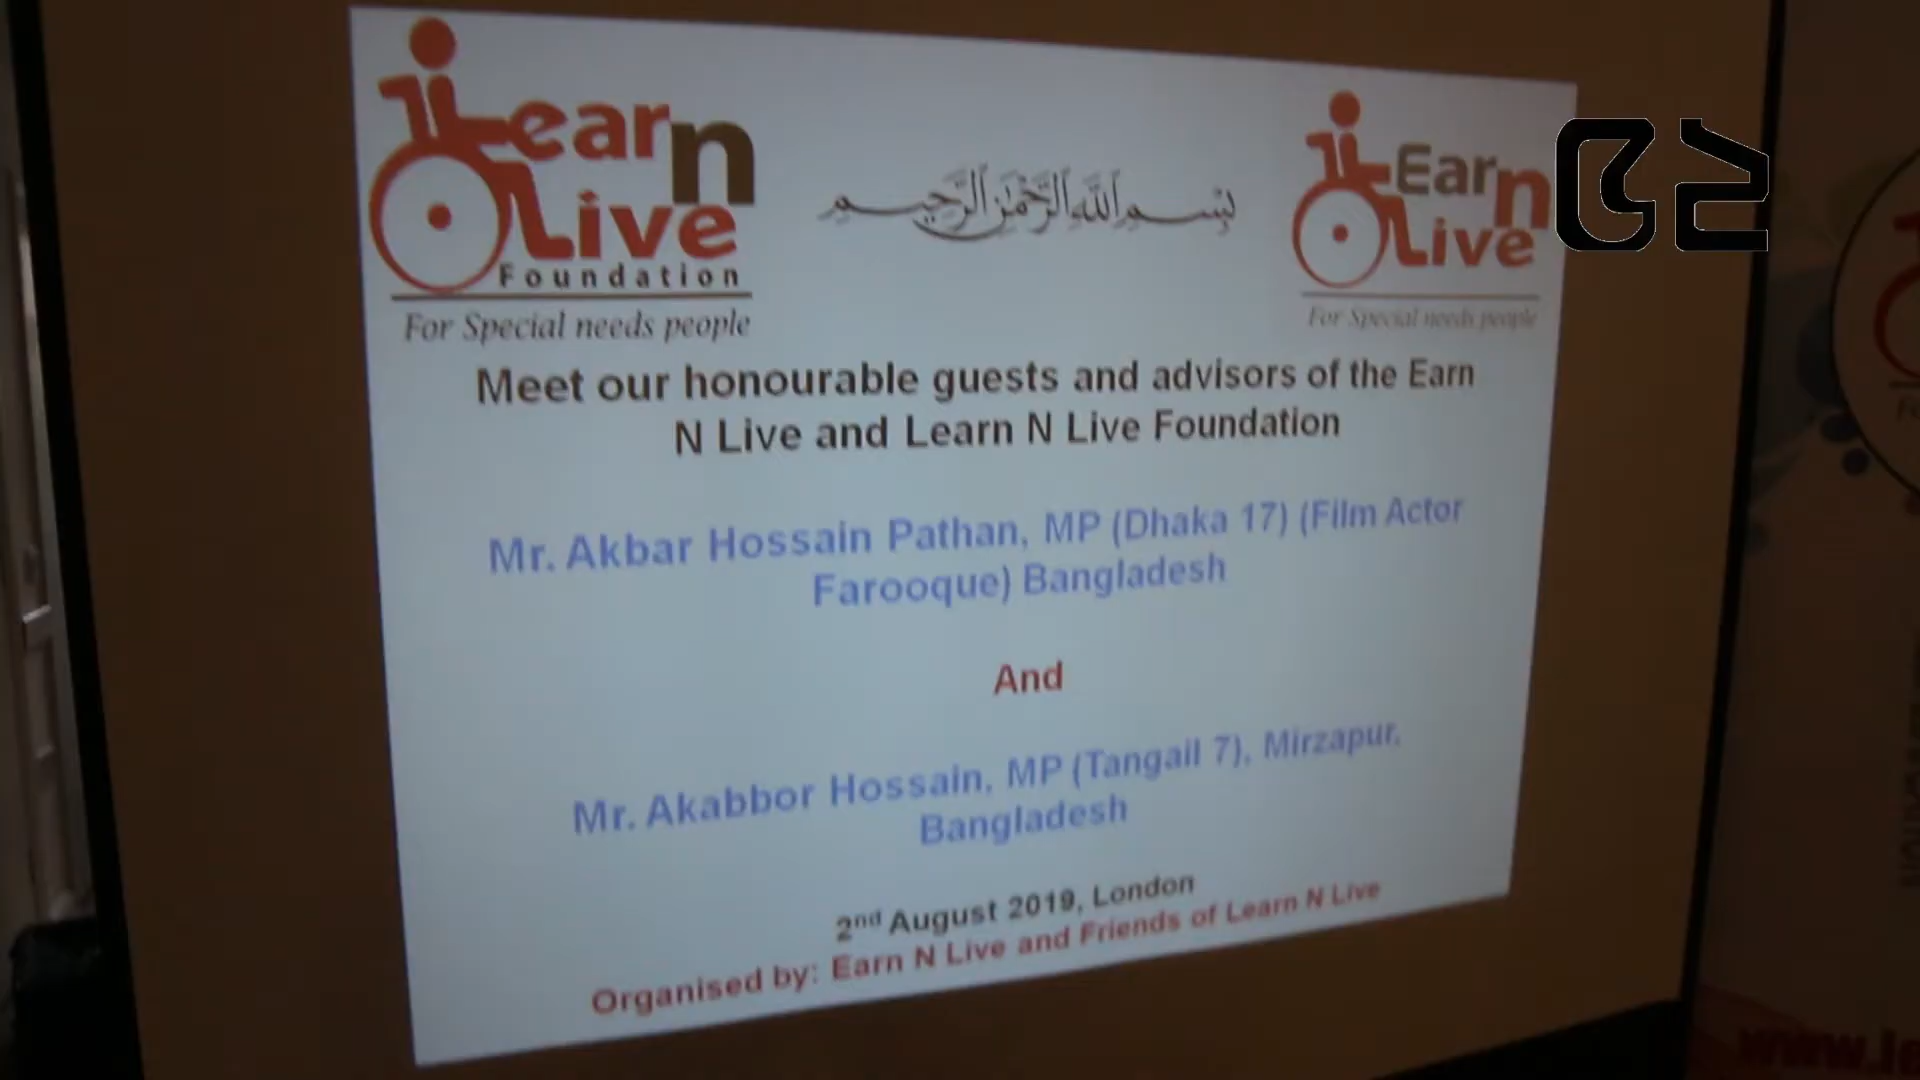 Learn
Live
Foundation
For Special needs people
بسم الله الرحمن الرحيم
Earn
Live
For Special needs people
Meet our honourable guests and advisors of the Earn
N Live and Learn N Live Foundation
Mr. Akbar Hossain Pathan, MP (Dhaka 17) (Film Actor
Farooque) Bangladesh
And
Mr. Akabbor Hossain, MP (Tangail 7), Mirzapur,
Bangladesh
2nd August 2019, London
Organised by: Earn N Live and Friends of Learn N Live